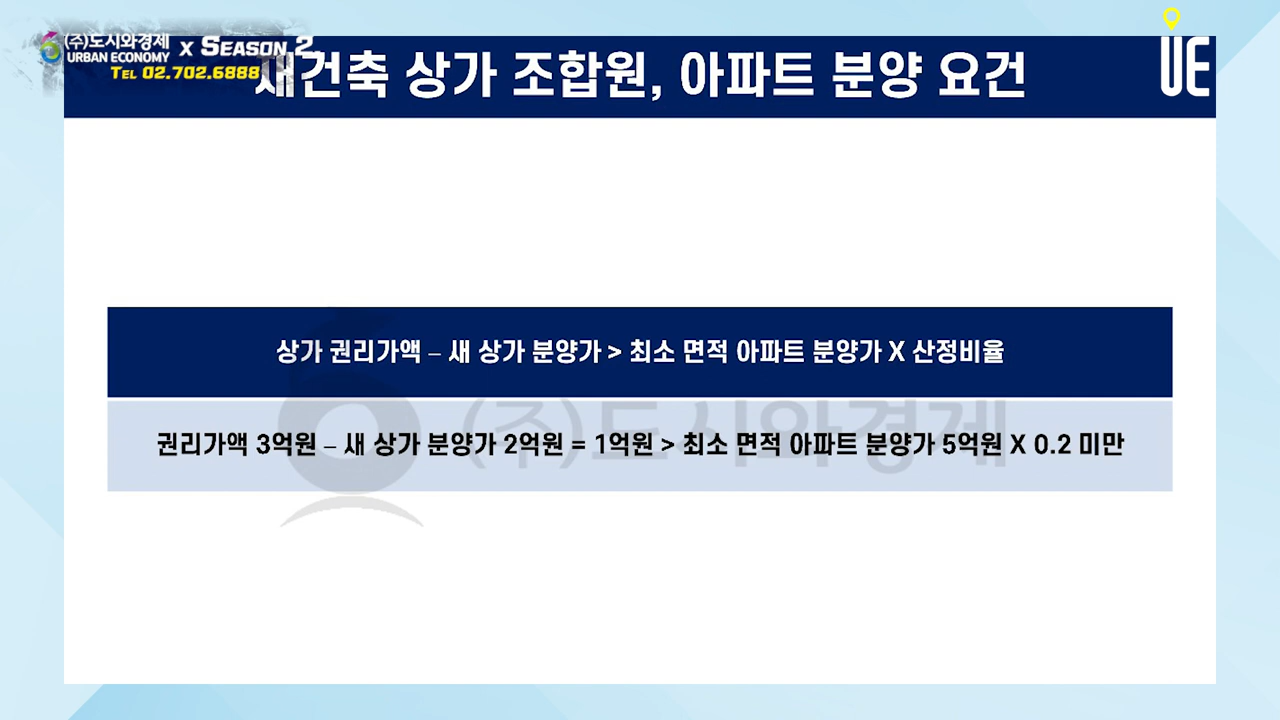 (주)도시와경제
URBAN ECONOMY
X SEASON 2
TEL 02.702.6888
재건축 상가 조합원, 아파트 분양 요건
UE
상가 권리가액 – 새 상가 분양가 > 최소 면적 아파트 분양가 X 산정비율
권리가액 3억원 – 새 상가 분양가 2억원 = 1억원 > 최소 면적 아파트 분양가 5억원 X 0.2 미만
(주)도시와경제